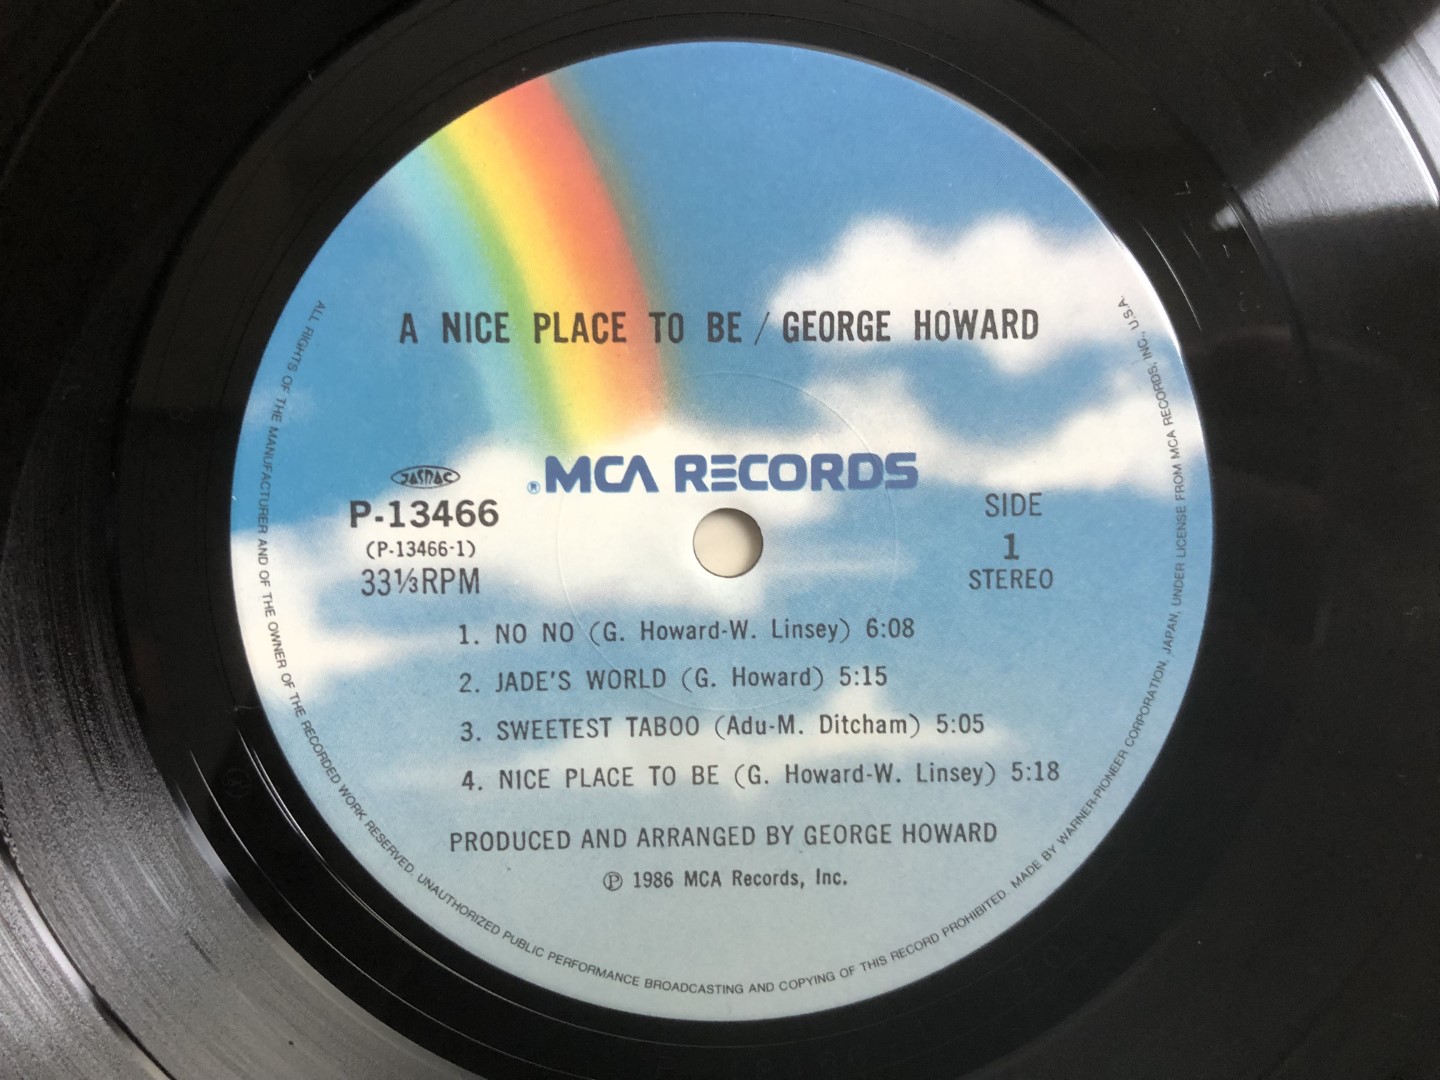 A NICE PLACE TO BE / GEORGE HOWARD
® MCA RECORDS
JASRAC
P-13466
(P-13466-1)
33⅓RPM
SIDE
1
STEREO
1. NO NO (G. Howard-W. Linsey) 6:08
2. JADE'S WORLD (G. Howard) 5:15
3. SWEETEST TABOO (Adu-M. Ditcham) 5:05
4. NICE PLACE TO BE (G. Howard-W. Linsey) 5:18
PRODUCED AND ARRANGED BY GEORGE HOWARD
Ⓟ 1986 MCA Records, Inc.
ALL RIGHTS OF THE MANUFACTURER AND OF THE OWNER OF THE RECORDED WORK RESERVED. UNAUTHORIZED PUBLIC PERFORMANCE BROADCASTING AND COPYING OF THIS RECORD PROHIBITED. MADE BY WARNER-PIONEER CORPORATION, JAPAN, UNDER LICENSE FROM MCA RECORDS, INC., U.S.A.